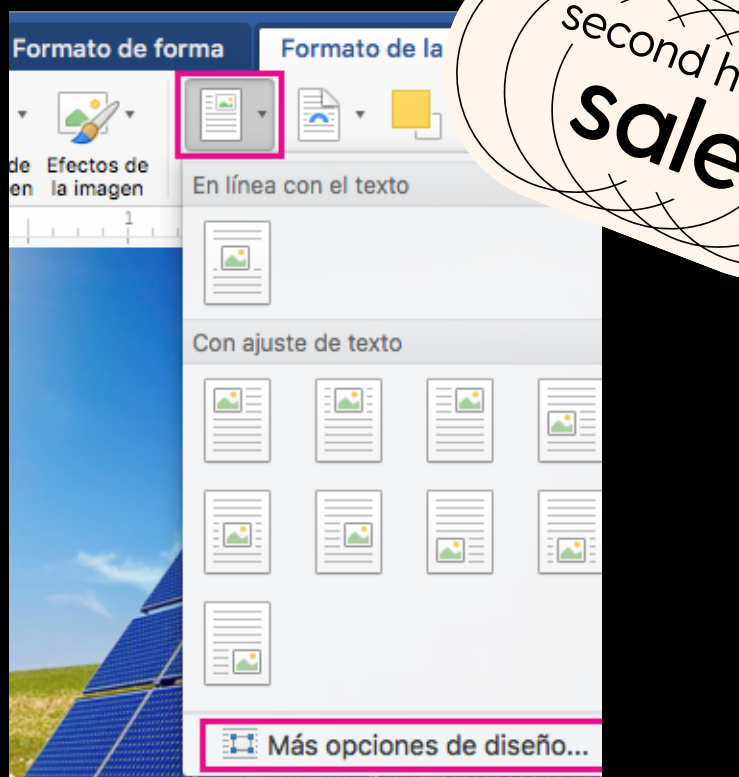 Formato de forma
Formato de la
second h
sale
de Efectos de
en la imagen
1
En línea con el texto
Con ajuste de texto
Más opciones de diseño...